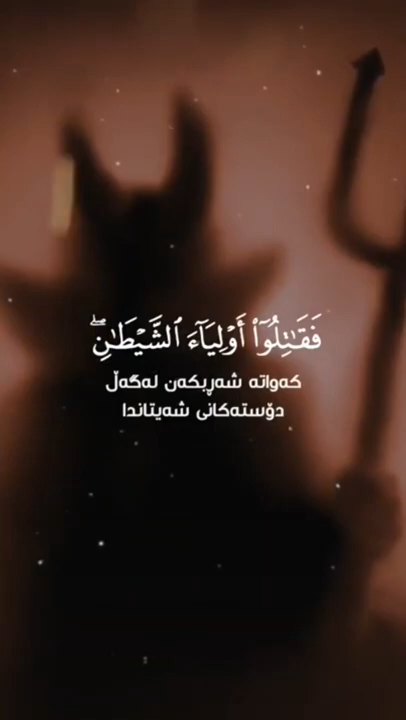 فَقَـٰتِلُوٓا۟ أَوْلِيَآءَ ٱلشَّيْطَـٰنِ ۖ
کەواتە شەڕبکەن لەگەڵ
دۆستەکانی شەیتاندا